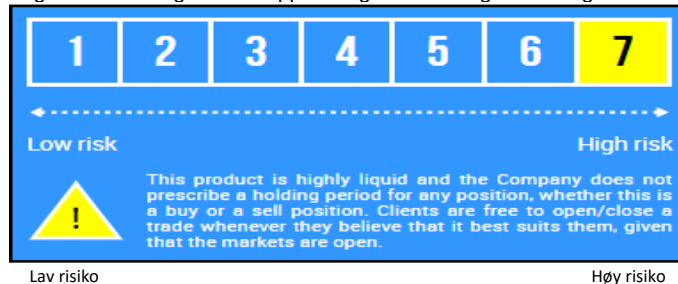 1 2 3 4 5 6 7
Low risk High risk
This product is highly liquid and the Company does not
prescribe a holding period for any position, whether this is
! a buy or a sell position. Clients are free to open/close a
trade whenever they believe that it best suits them, given
that the markets are open.
Lav risiko Høy risiko